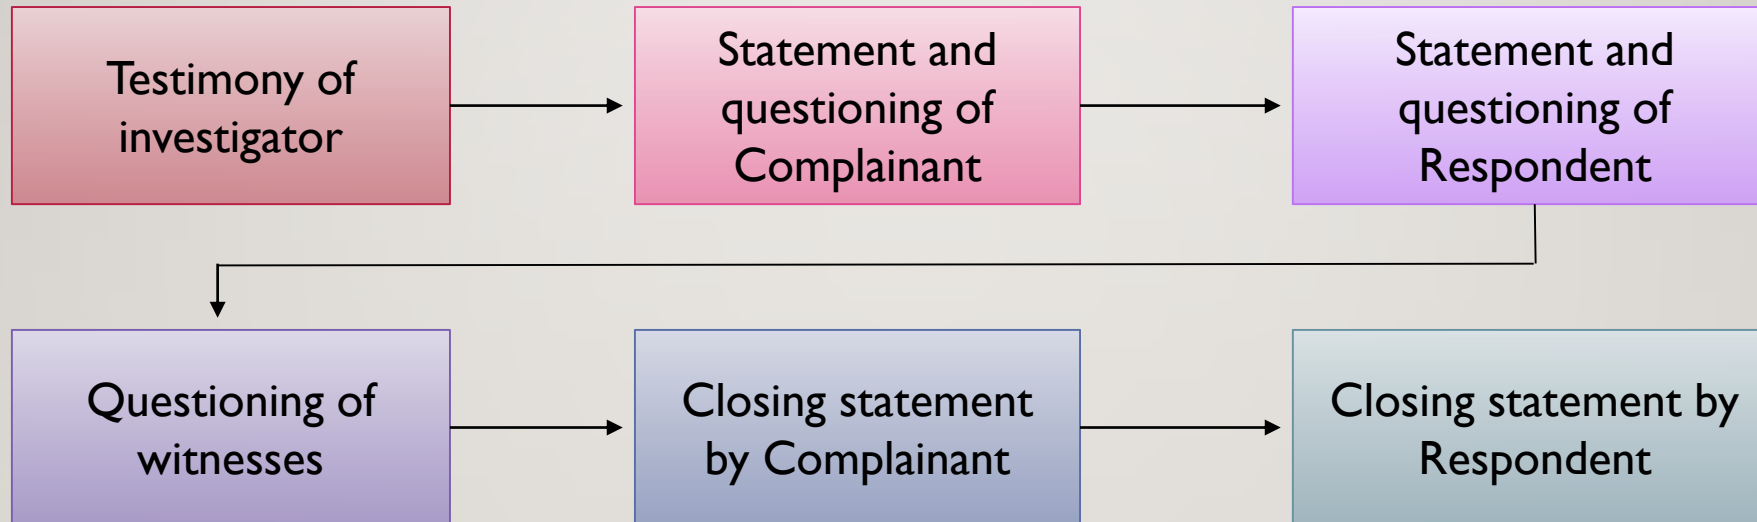 Testimony of
investigator
Statement and
questioning of
Complainant
Statement and
questioning of
Respondent
Questioning of
witnesses
Closing statement
by Complainant
Closing statement by
Respondent